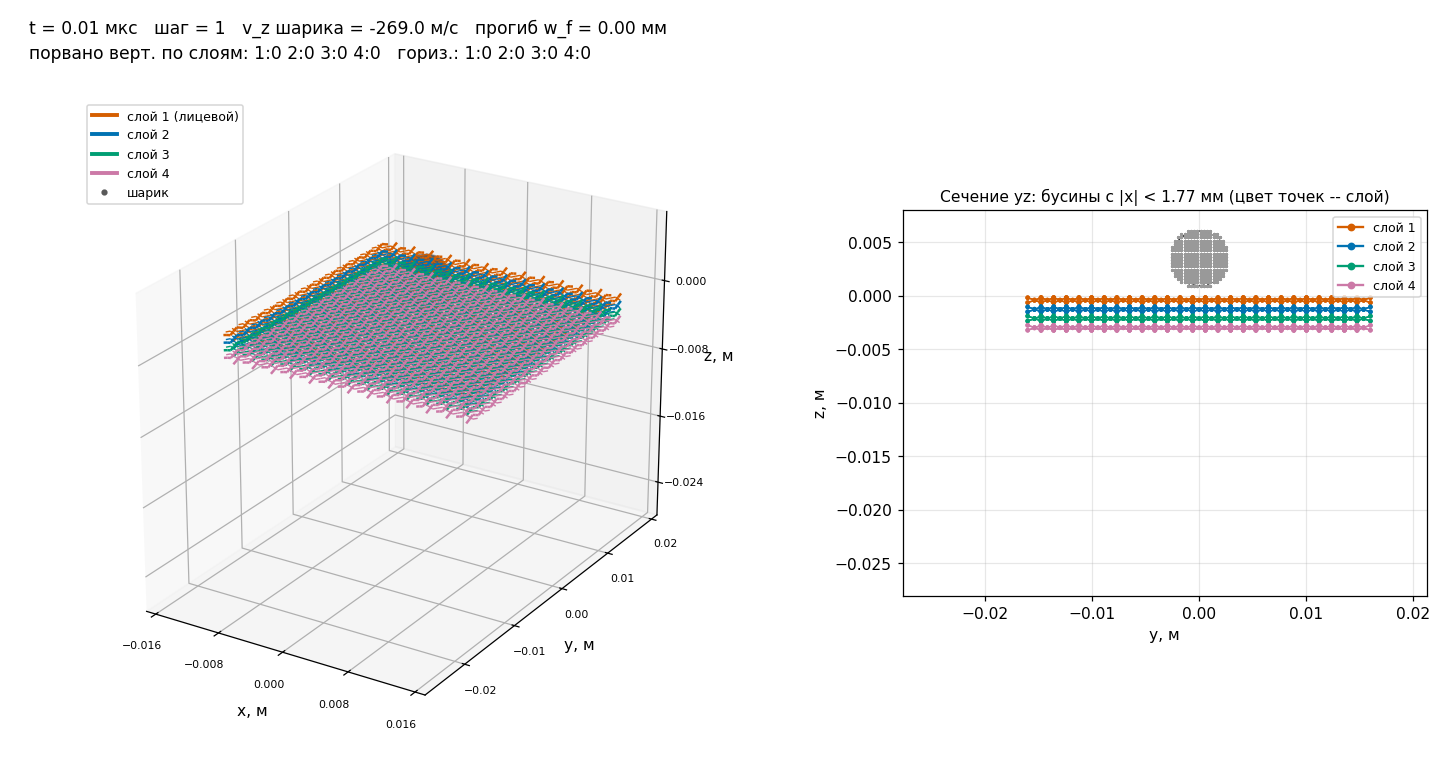 t = 0.01 мкс   шаг = 1   v_z шарика = -269.0 м/с   прогиб w_f = 0.00 мм
порвано верт. по слоям: 1:0 2:0 3:0 4:0   гориз.: 1:0 2:0 3:0 4:0
слой 1 (лицевой)
слой 2
слой 3
слой 4
шарик
0.000
−0.008
z, м
−0.016
−0.024
0.02
0.01
0.00
−0.01
−0.02
y, м
−0.016
−0.008
0.000
0.008
0.016
x, м
Сечение yz: бусины с |x| < 1.77 мм (цвет точек -- слой)
слой 1
слой 2
слой 3
слой 4
0.005
0.000
−0.005
−0.010
−0.015
−0.020
−0.025
z, м
−0.02
−0.01
0.00
0.01
0.02
y, м